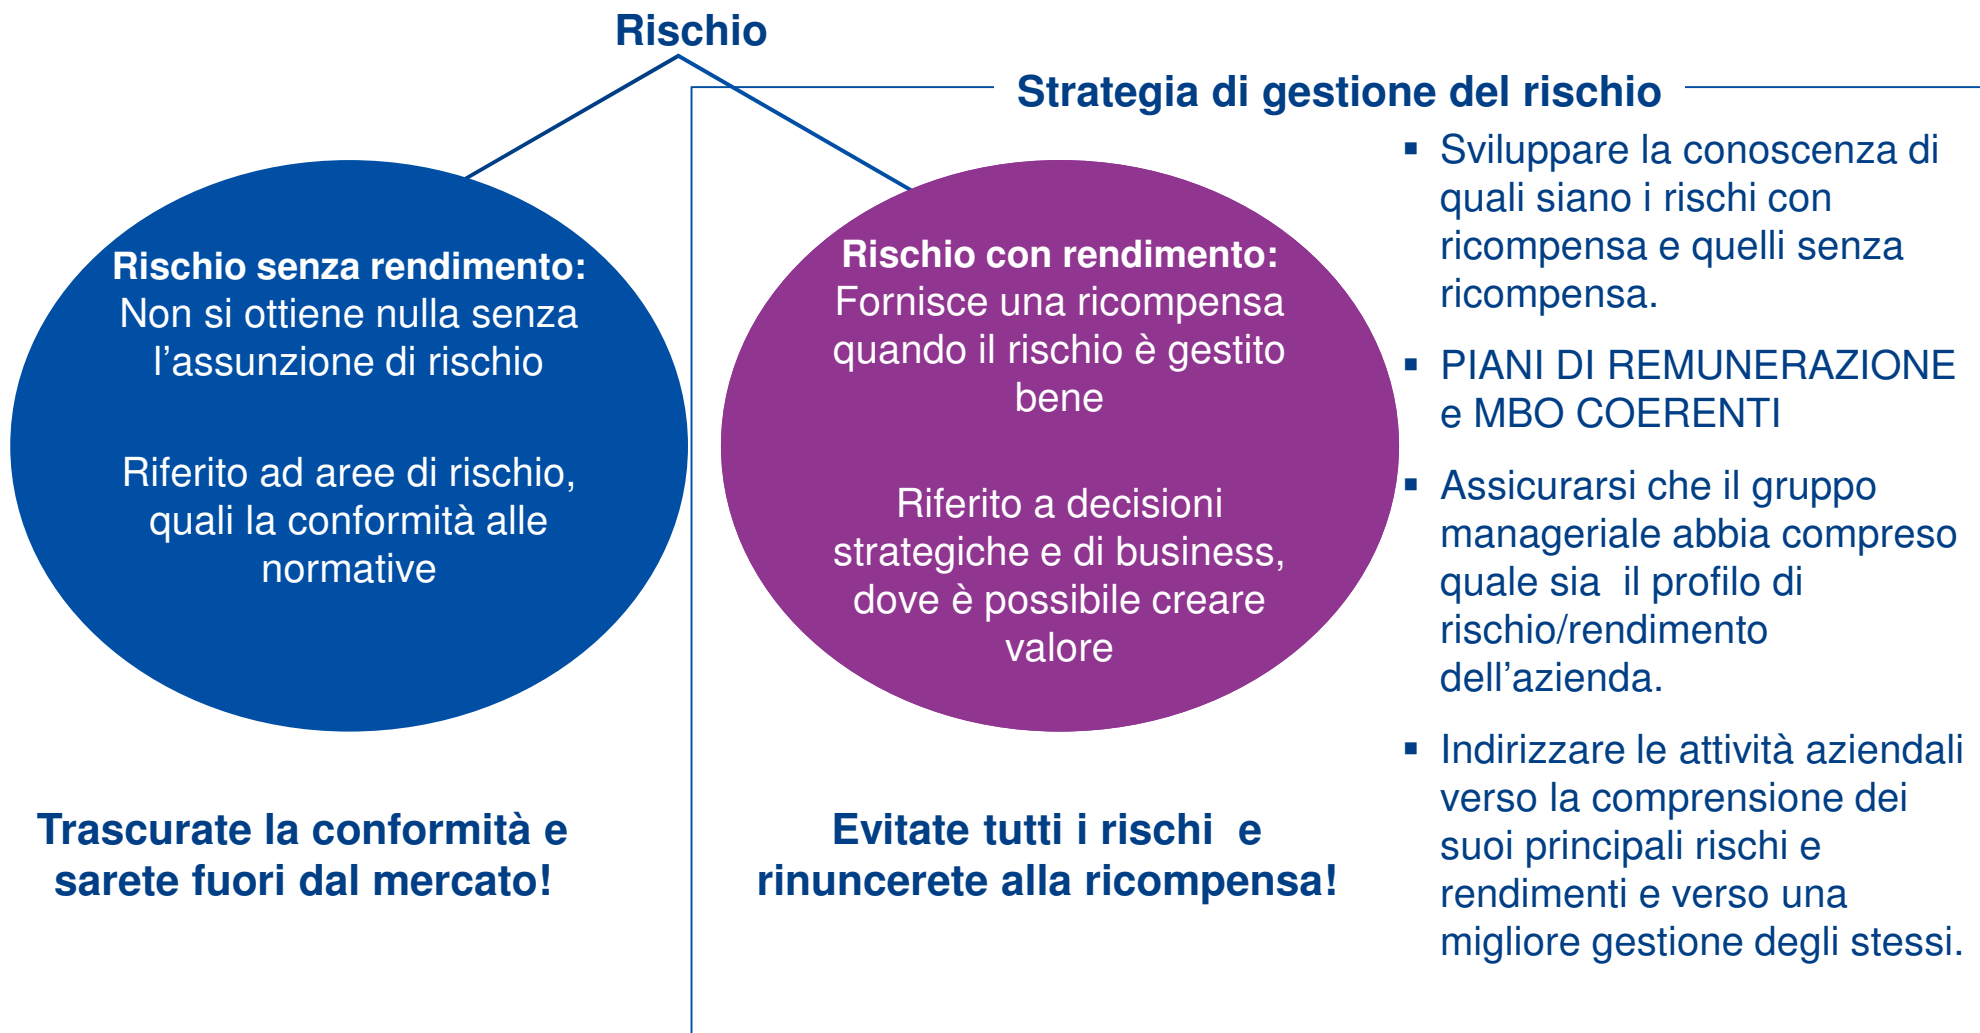 Rischio
Strategia di gestione del rischio
Rischio senza rendimento:
Non si ottiene nulla senza
l’assunzione di rischio
Riferito ad aree di rischio,
quali la conformità alle
normative
Trascurate la conformità e
sarete fuori dal mercato!
Rischio con rendimento:
Fornisce una ricompensa
quando il rischio è gestito
bene
Riferito a decisioni
strategiche e di business,
dove è possibile creare
valore
Evitate tutti i rischi  e
rinuncerete alla ricompensa!
▪ Sviluppare la conoscenza di
quali siano i rischi con
ricompensa e quelli senza
ricompensa.
▪ PIANI DI REMUNERAZIONE
e MBO COERENTI
▪ Assicurarsi che il gruppo
manageriale abbia compreso
quale sia  il profilo di
rischio/rendimento
dell’azienda.
▪ Indirizzare le attività aziendali
verso la comprensione dei
suoi principali rischi e
rendimenti e verso una
migliore gestione degli stessi.